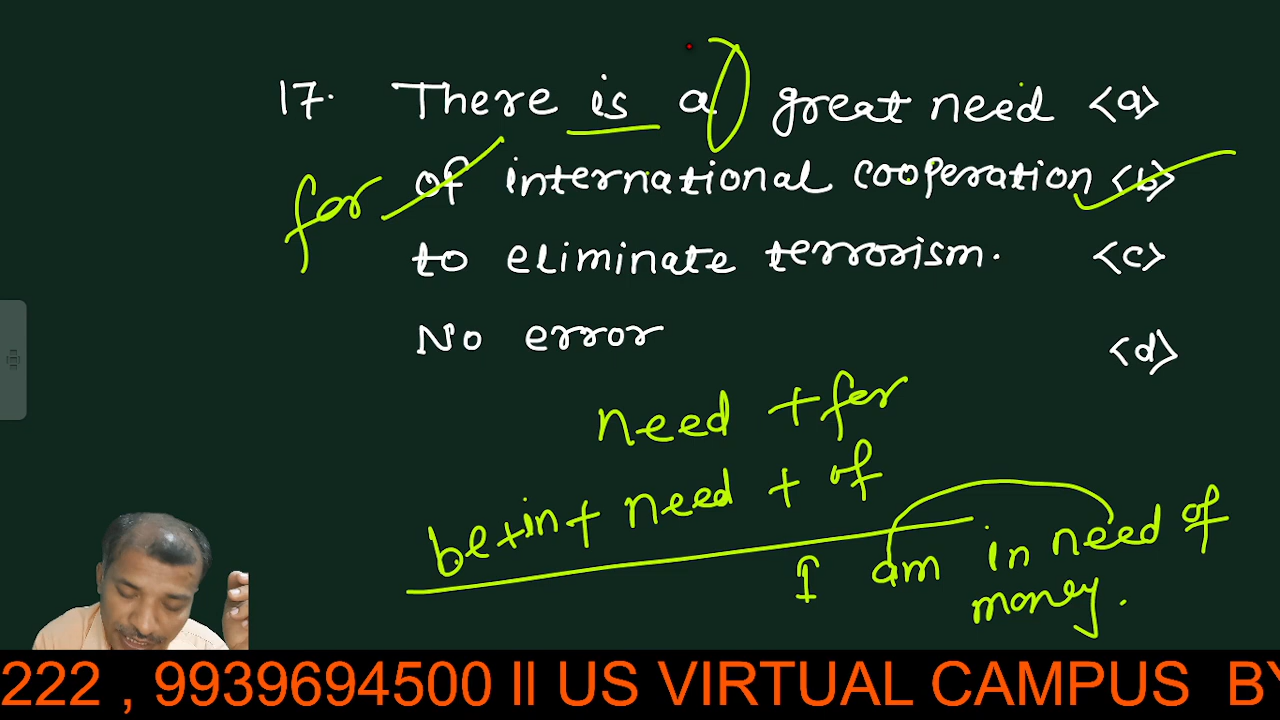 17. There is a great need <a>
for of international cooperation <b>
to eliminate terrorism. <c>
No error <d>
need + for
be+in+ need + of
I am in need of
money.
222 , 9939694500 ll US VIRTUAL CAMPUS BY